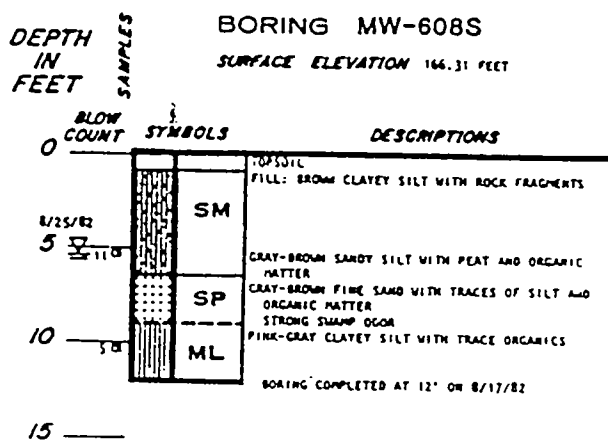 BORING MW-608S
SURFACE ELEVATION 166.31 FEET
DEPTH
IN
FEET
SAMPLES
BLOW
COUNT
SYMBOLS
DESCRIPTIONS
0
TOPSOIL
FILL: BROWN CLAYEY SILT WITH ROCK FRAGMENTS
SM
8/25/82
5
11
GRAY-BROWN SANDY SILT WITH PEAT AND ORGANIC
MATTER
SP
GRAY-BROWN FINE SAND WITH TRACES OF SILT AND
ORGANIC MATTER
STRONG SWAMP ODOR
10
PINK-GRAY CLAYEY SILT WITH TRACE ORGANICS
5
ML
BORING COMPLETED AT 12' ON 8/17/82
15